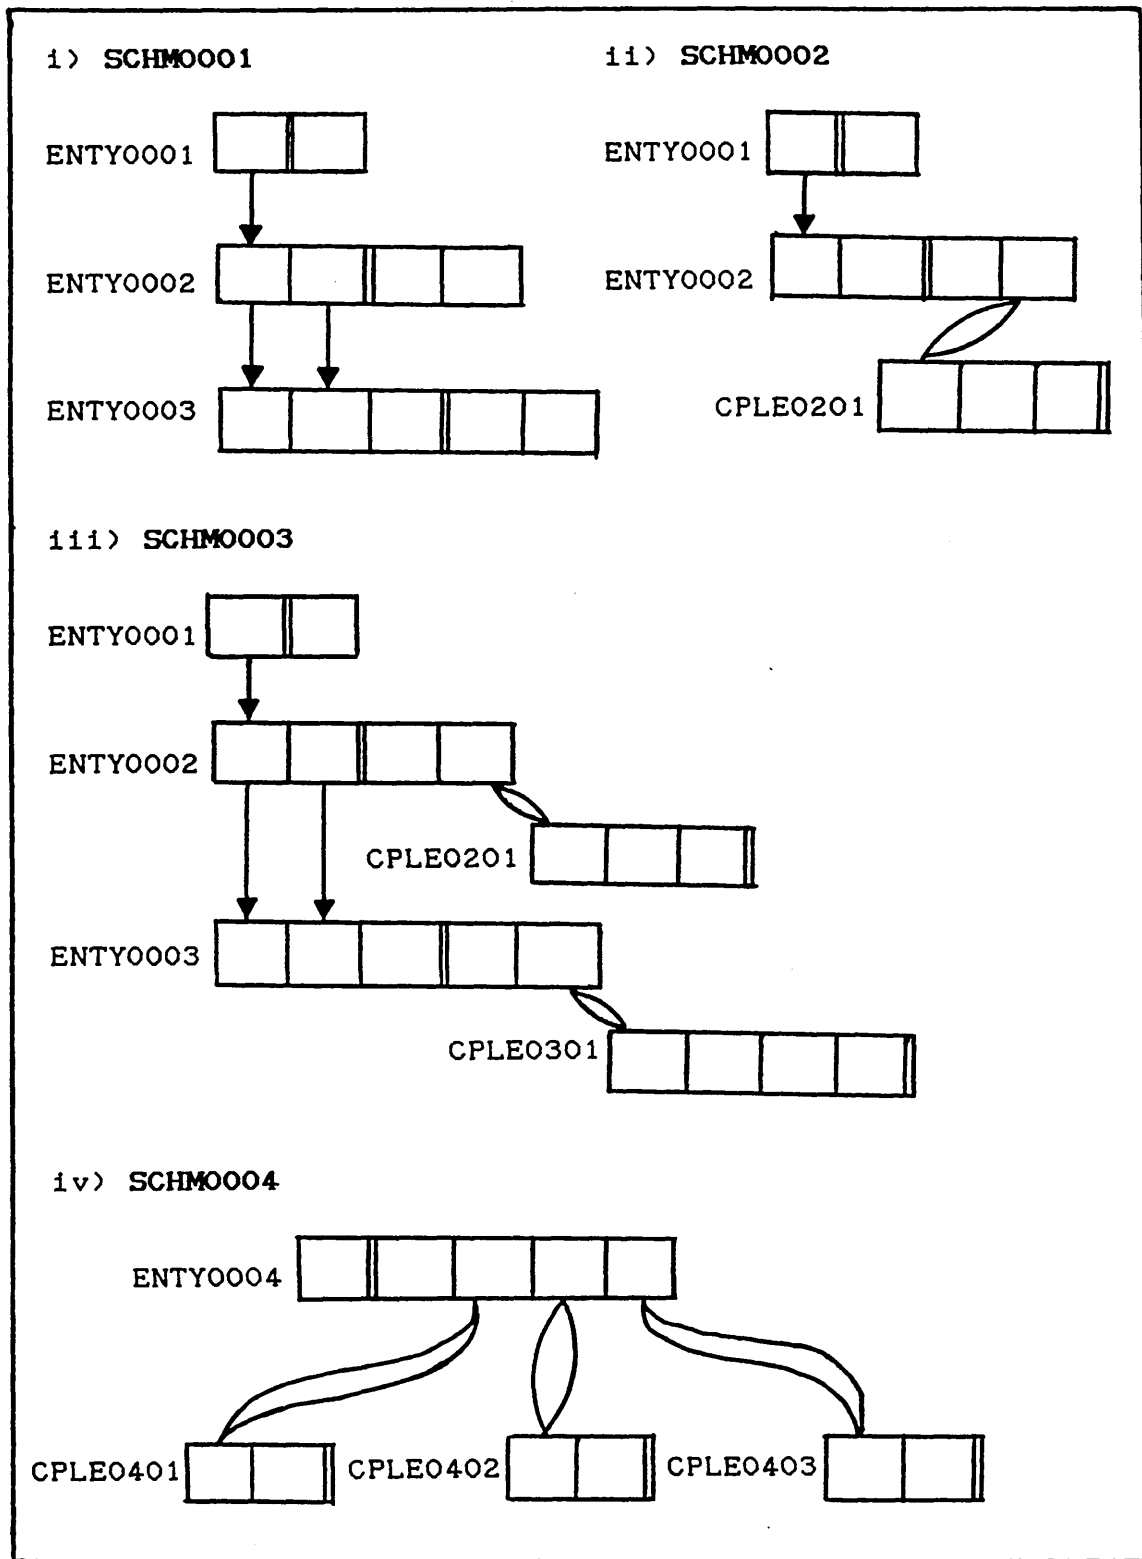 i) SCHM0001
ENTY0001
ENTY0002
ENTY0003
ii) SCHM0002
ENTY0001
ENTY0002
CPLE0201
iii) SCHM0003
ENTY0001
ENTY0002
CPLE0201
ENTY0003
CPLE0301
iv) SCHM0004
ENTY0004
CPLE0401
CPLE0402
CPLE0403